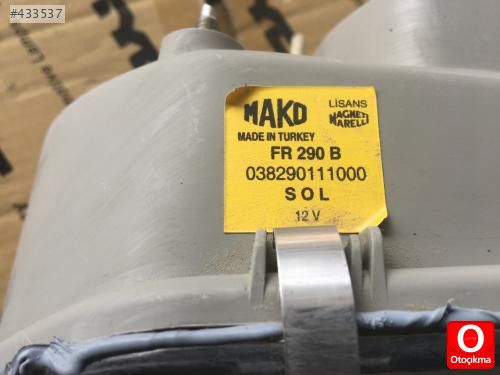 #433537
MAKO
LİSANS
MAGNETI
MARELLI
MADE IN TURKEY
FR 290 B
038290111000
SOL
12 V
O
Otoçıkma